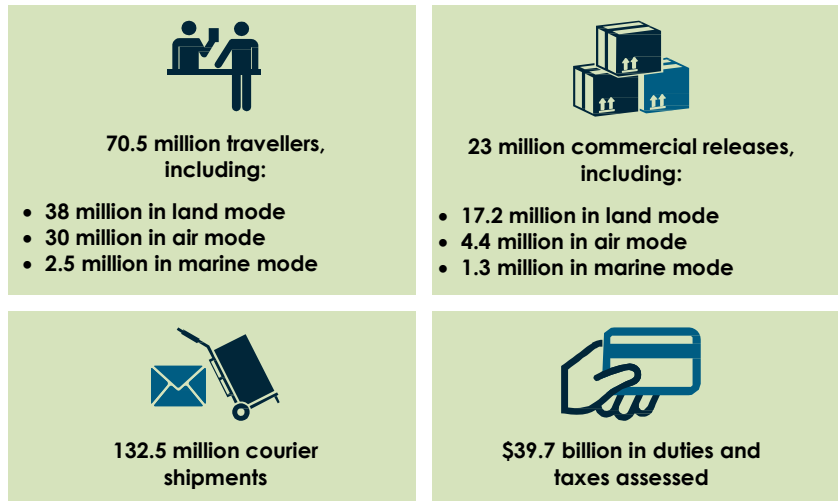 70.5 million travellers,
including:
• 38 million in land mode
• 30 million in air mode
• 2.5 million in marine mode
23 million commercial releases,
including:
• 17.2 million in land mode
• 4.4 million in air mode
• 1.3 million in marine mode
132.5 million courier
shipments
$39.7 billion in duties and
taxes assessed